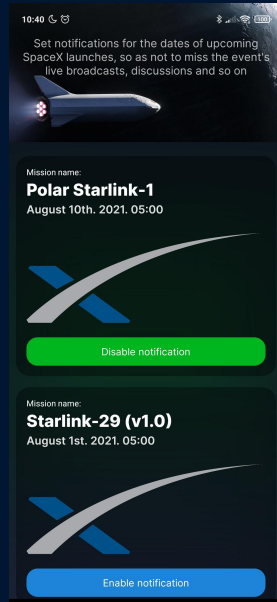 10:40
100
Set notifications for the dates of upcoming
SpaceX launches, so as not to miss the event's
live broadcasts, discussions and so on
Mission name:
Polar Starlink-1
August 10th. 2021. 05:00
Disable notification
Mission name:
Starlink-29 (v1.0)
August 1st. 2021. 05:00
Enable notification